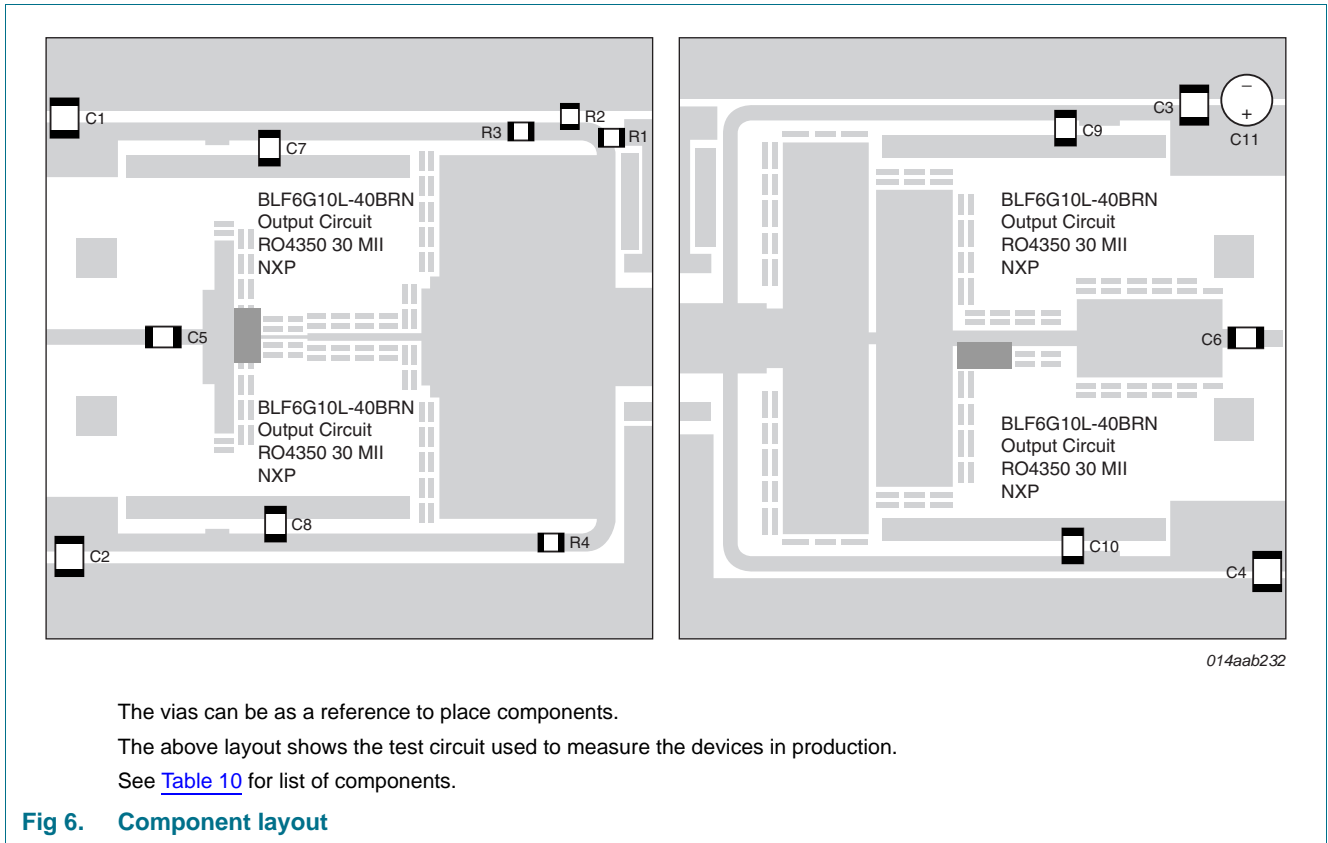 C1
C7
R3
R2
R1
BLF6G10L-40BRN
Output Circuit
RO4350 30 MII
NXP
C5
BLF6G10L-40BRN
Output Circuit
RO4350 30 MII
NXP
C8
C2
R4
C3
C9
−
+
C11
BLF6G10L-40BRN
Output Circuit
RO4350 30 MII
NXP
C6
BLF6G10L-40BRN
Output Circuit
RO4350 30 MII
NXP
C10
C4
014aab232
The vias can be as a reference to place components.
The above layout shows the test circuit used to measure the devices in production.
See Table 10 for list of components.
Fig 6. Component layout